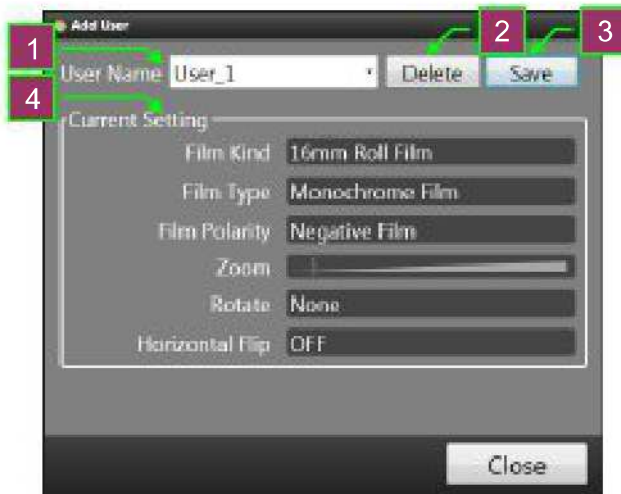 Add User
1
2
3
User Name User_1 Delete Save
4
Current Setting
Film Kind 16mm Roll Film
Film Type Monochrome Film
Film Polarity Negative Film
Zoom
Rotate None
Horizontal Flip OFF
Close